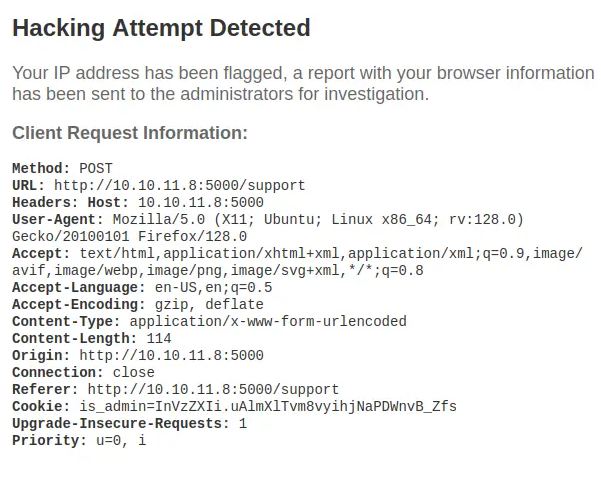 Hacking Attempt Detected
Your IP address has been flagged, a report with your browser information
has been sent to the administrators for investigation.
Client Request Information:
Method: POST
URL: http://10.10.11.8:5000/support
Headers: Host: 10.10.11.8:5000
User-Agent: Mozilla/5.0 (X11; Ubuntu; Linux x86_64; rv:128.0)
Gecko/20100101 Firefox/128.0
Accept: text/html,application/xhtml+xml,application/xml;q=0.9,image/
avif,image/webp,image/png,image/svg+xml,*/*;q=0.8
Accept-Language: en-US,en;q=0.5
Accept-Encoding: gzip, deflate
Content-Type: application/x-www-form-urlencoded
Content-Length: 114
Origin: http://10.10.11.8:5000
Connection: close
Referer: http://10.10.11.8:5000/support
Cookie: is_admin=InVzZXIi.uAlmXlTvm8vyihjNaPDWnvB_Zfs
Upgrade-Insecure-Requests: 1
Priority: u=0, i